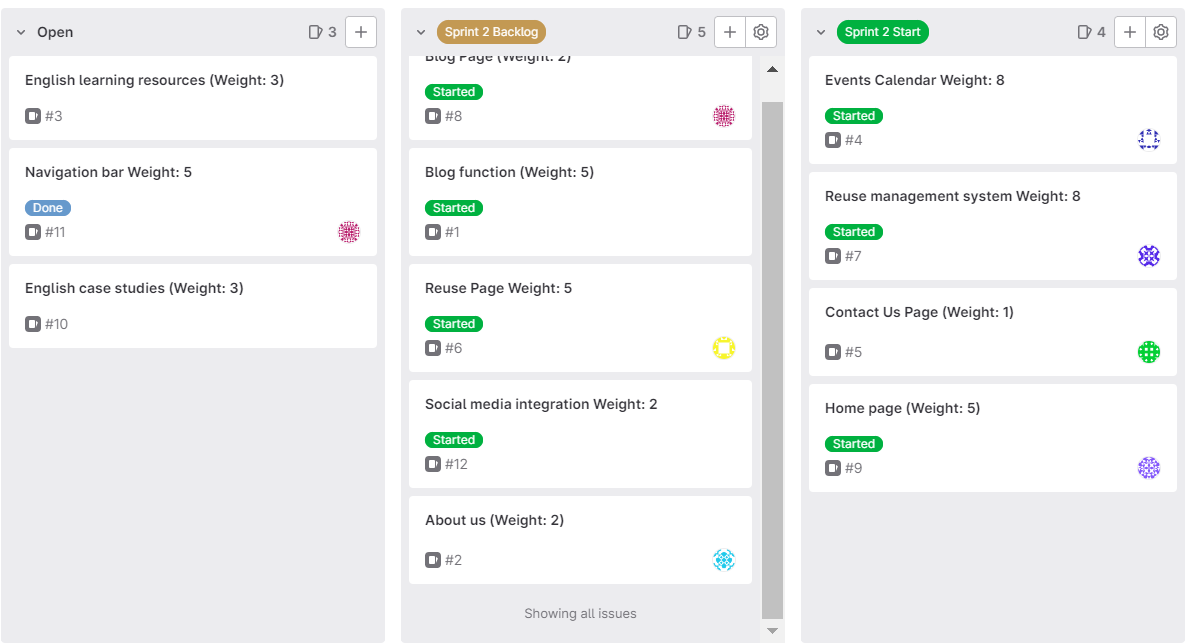 Open
3
English learning resources (Weight: 3)
#3
Navigation bar Weight: 5
Done
#11
English case studies (Weight: 3)
#10
Sprint 2 Backlog
5
Blog Page (Weight: 2)
Started
#8
Blog function (Weight: 5)
Started
#1
Reuse Page Weight: 5
Started
#6
Social media integration Weight: 2
Started
#12
About us (Weight: 2)
#2
Showing all issues
Sprint 2 Start
4
Events Calendar Weight: 8
Started
#4
Reuse management system Weight: 8
Started
#7
Contact Us Page (Weight: 1)
#5
Home page (Weight: 5)
Started
#9